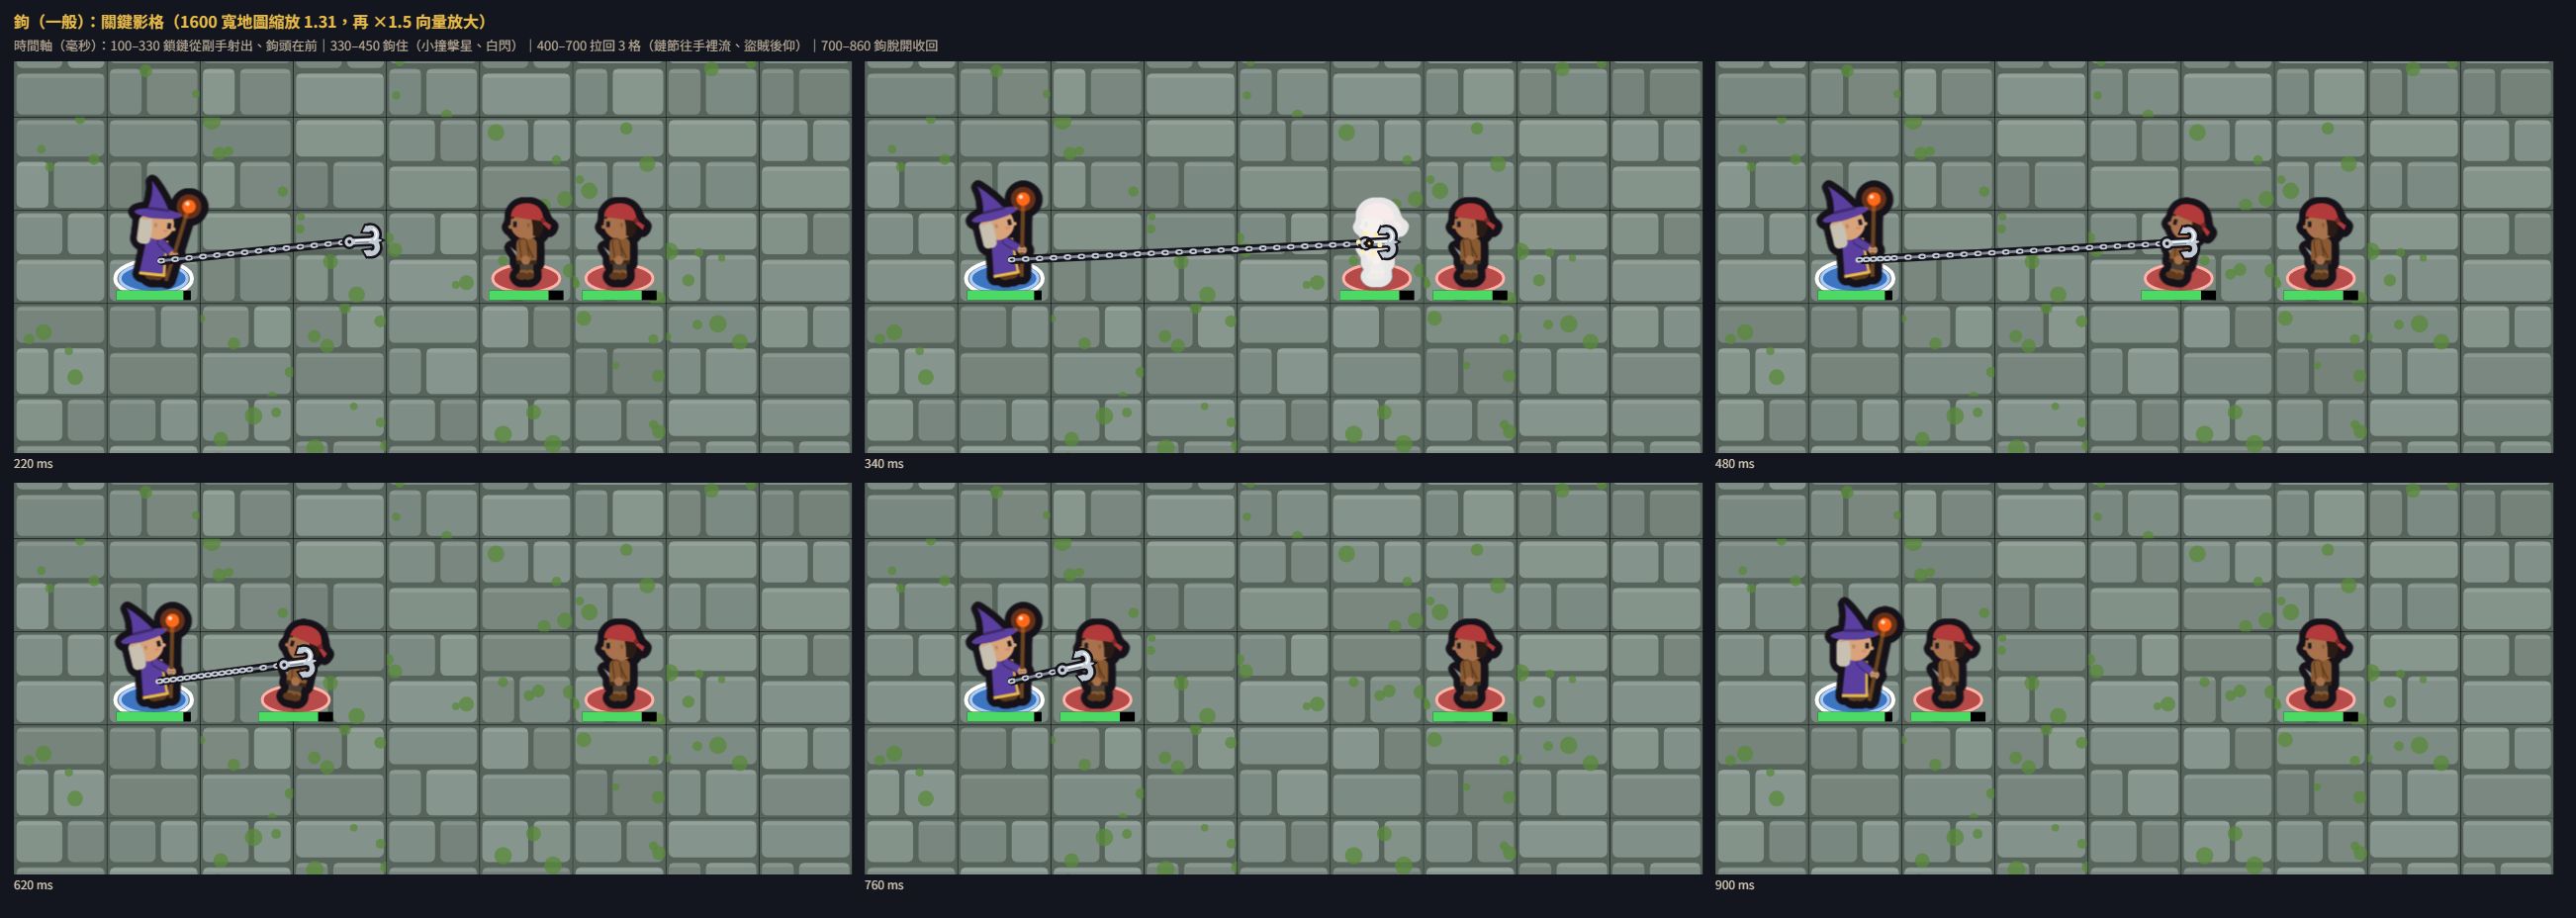 鉤（一般）：關鍵影格（1600 寬地圖縮放 1.31，再 ×1.5 向量放大）
時間軸（毫秒）：100–330 鎖鏈從副手射出、鉤頭在前｜330–450 鉤住（小撞擊星、白閃）｜400–700 拉回 3 格（鏈節往手裡流、盜賊後仰）｜700–860 鉤脫開收回
220 ms
340 ms
480 ms
620 ms
760 ms
900 ms